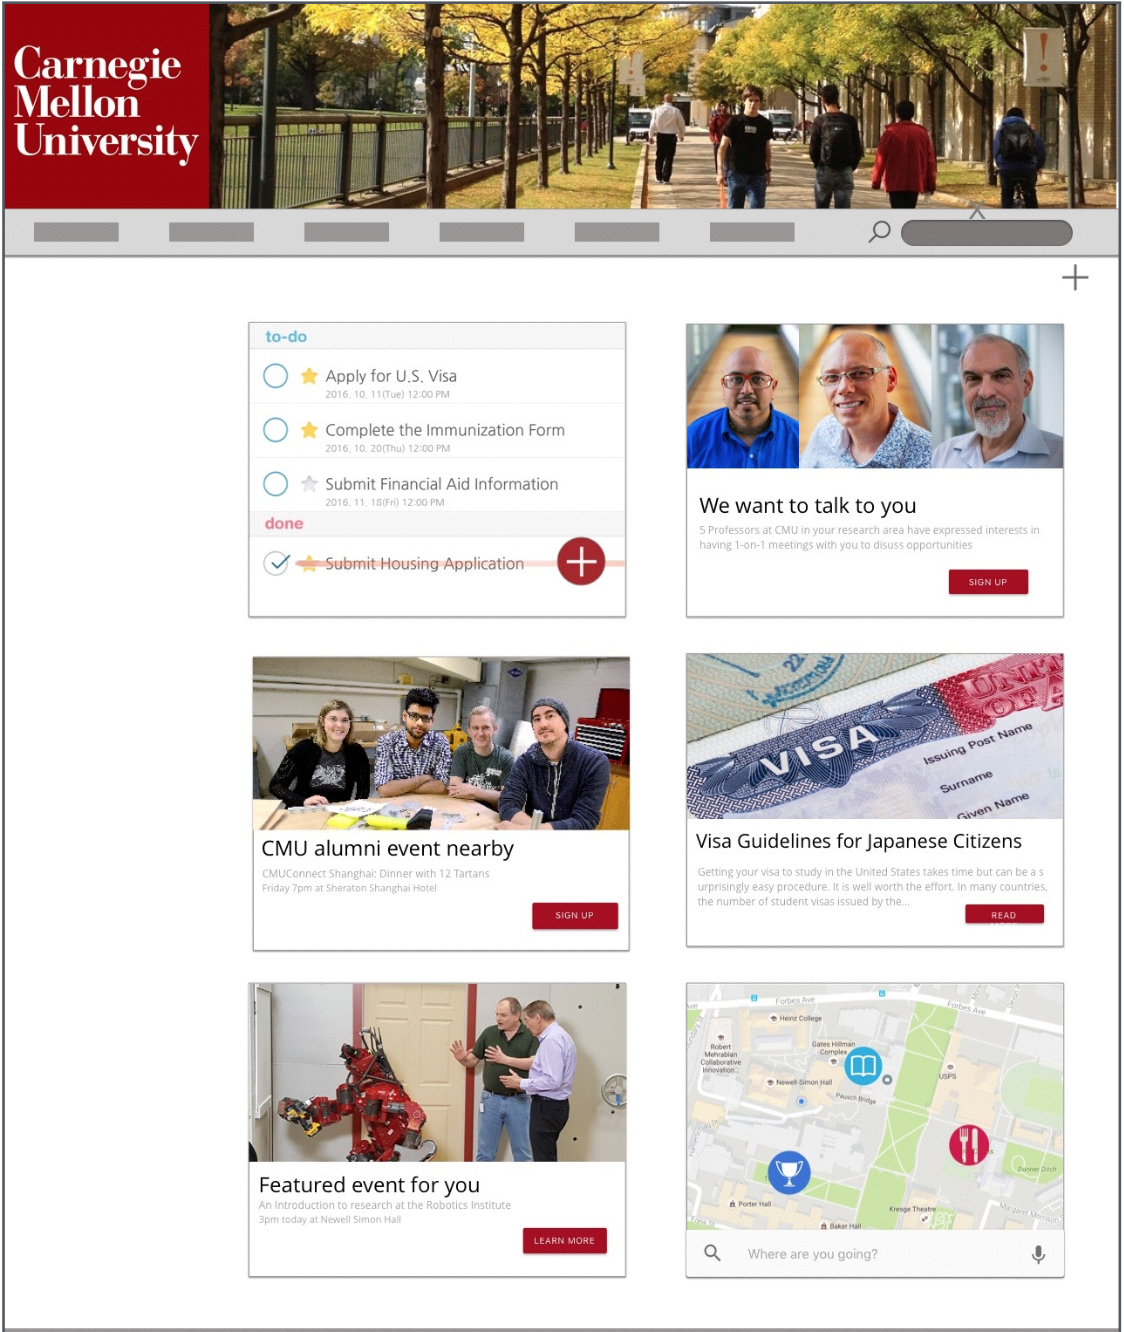 Carnegie
Mellon
University
to-do
Apply for U.S. Visa
2016. 10. 11(Tue) 12:00 PM
Complete the Immunization Form
2016. 10. 20(Thu) 12:00 PM
Submit Financial Aid Information
2016. 11. 18(Fri) 12:00 PM
done
Submit Housing Application
We want to talk to you
5 Professors at CMU in your research area have expressed interests in
having 1-on-1 meetings with you to disuss opportunities
SIGN UP
CMU alumni event nearby
CMUConnect Shanghai: Dinner with 12 Tartans
Friday 7pm at Sheraton Shanghai Hotel
SIGN UP
VISA
Issuing Post Name
Surname
Given Name
Visa Guidelines for Japanese Citizens
Getting your visa to study in the United States takes time but can be a s
urprisingly easy procedure. It is well worth the effort. In many countries,
the number of student visas issued by the...
READ
Featured event for you
An Introduction to research at the Robotics Institute
3pm today at Newell Simon Hall
LEARN MORE
Forbes Ave
Forbes Ave
Heinz College
Robert
Mehrabian
Collaborative
Innovation...
Gates Hillman
Complex
Newell-Simon Hall
USPS
Pausch Bridge
Donner Ditch
Porter Hall
Kresge Theatre
Margaret Morrison
Baker Hall
Where are you going?